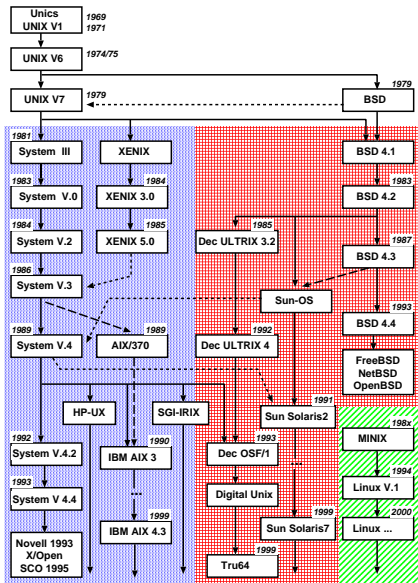 Unics
UNIX V1
1969
1971
UNIX V6
1974/75
UNIX V7
1979
BSD
1979
System III
1981
XENIX
BSD 4.1
System V.0
1983
XENIX 3.0
1984
BSD 4.2
1983
System V.2
1984
XENIX 5.0
1985
Dec ULTRIX 3.2
1985
BSD 4.3
1987
System V.3
1986
Sun-OS
BSD 4.4
1993
System V.4
1989
AIX/370
1989
Dec ULTRIX 4
1992
FreeBSD
NetBSD
OpenBSD
HP-UX
SGI-IRIX
Sun Solaris2
1991
MINIX
198x
System V.4.2
1992
IBM AIX 3
1990
Dec OSF/1
1993
...
System V 4.4
1993
...
Digital Unix
Linux V.1
1994
Novell 1993
X/Open
SCO 1995
IBM AIX 4.3
1999
Sun Solaris7
1999
Linux ...
2000
Tru64
1999